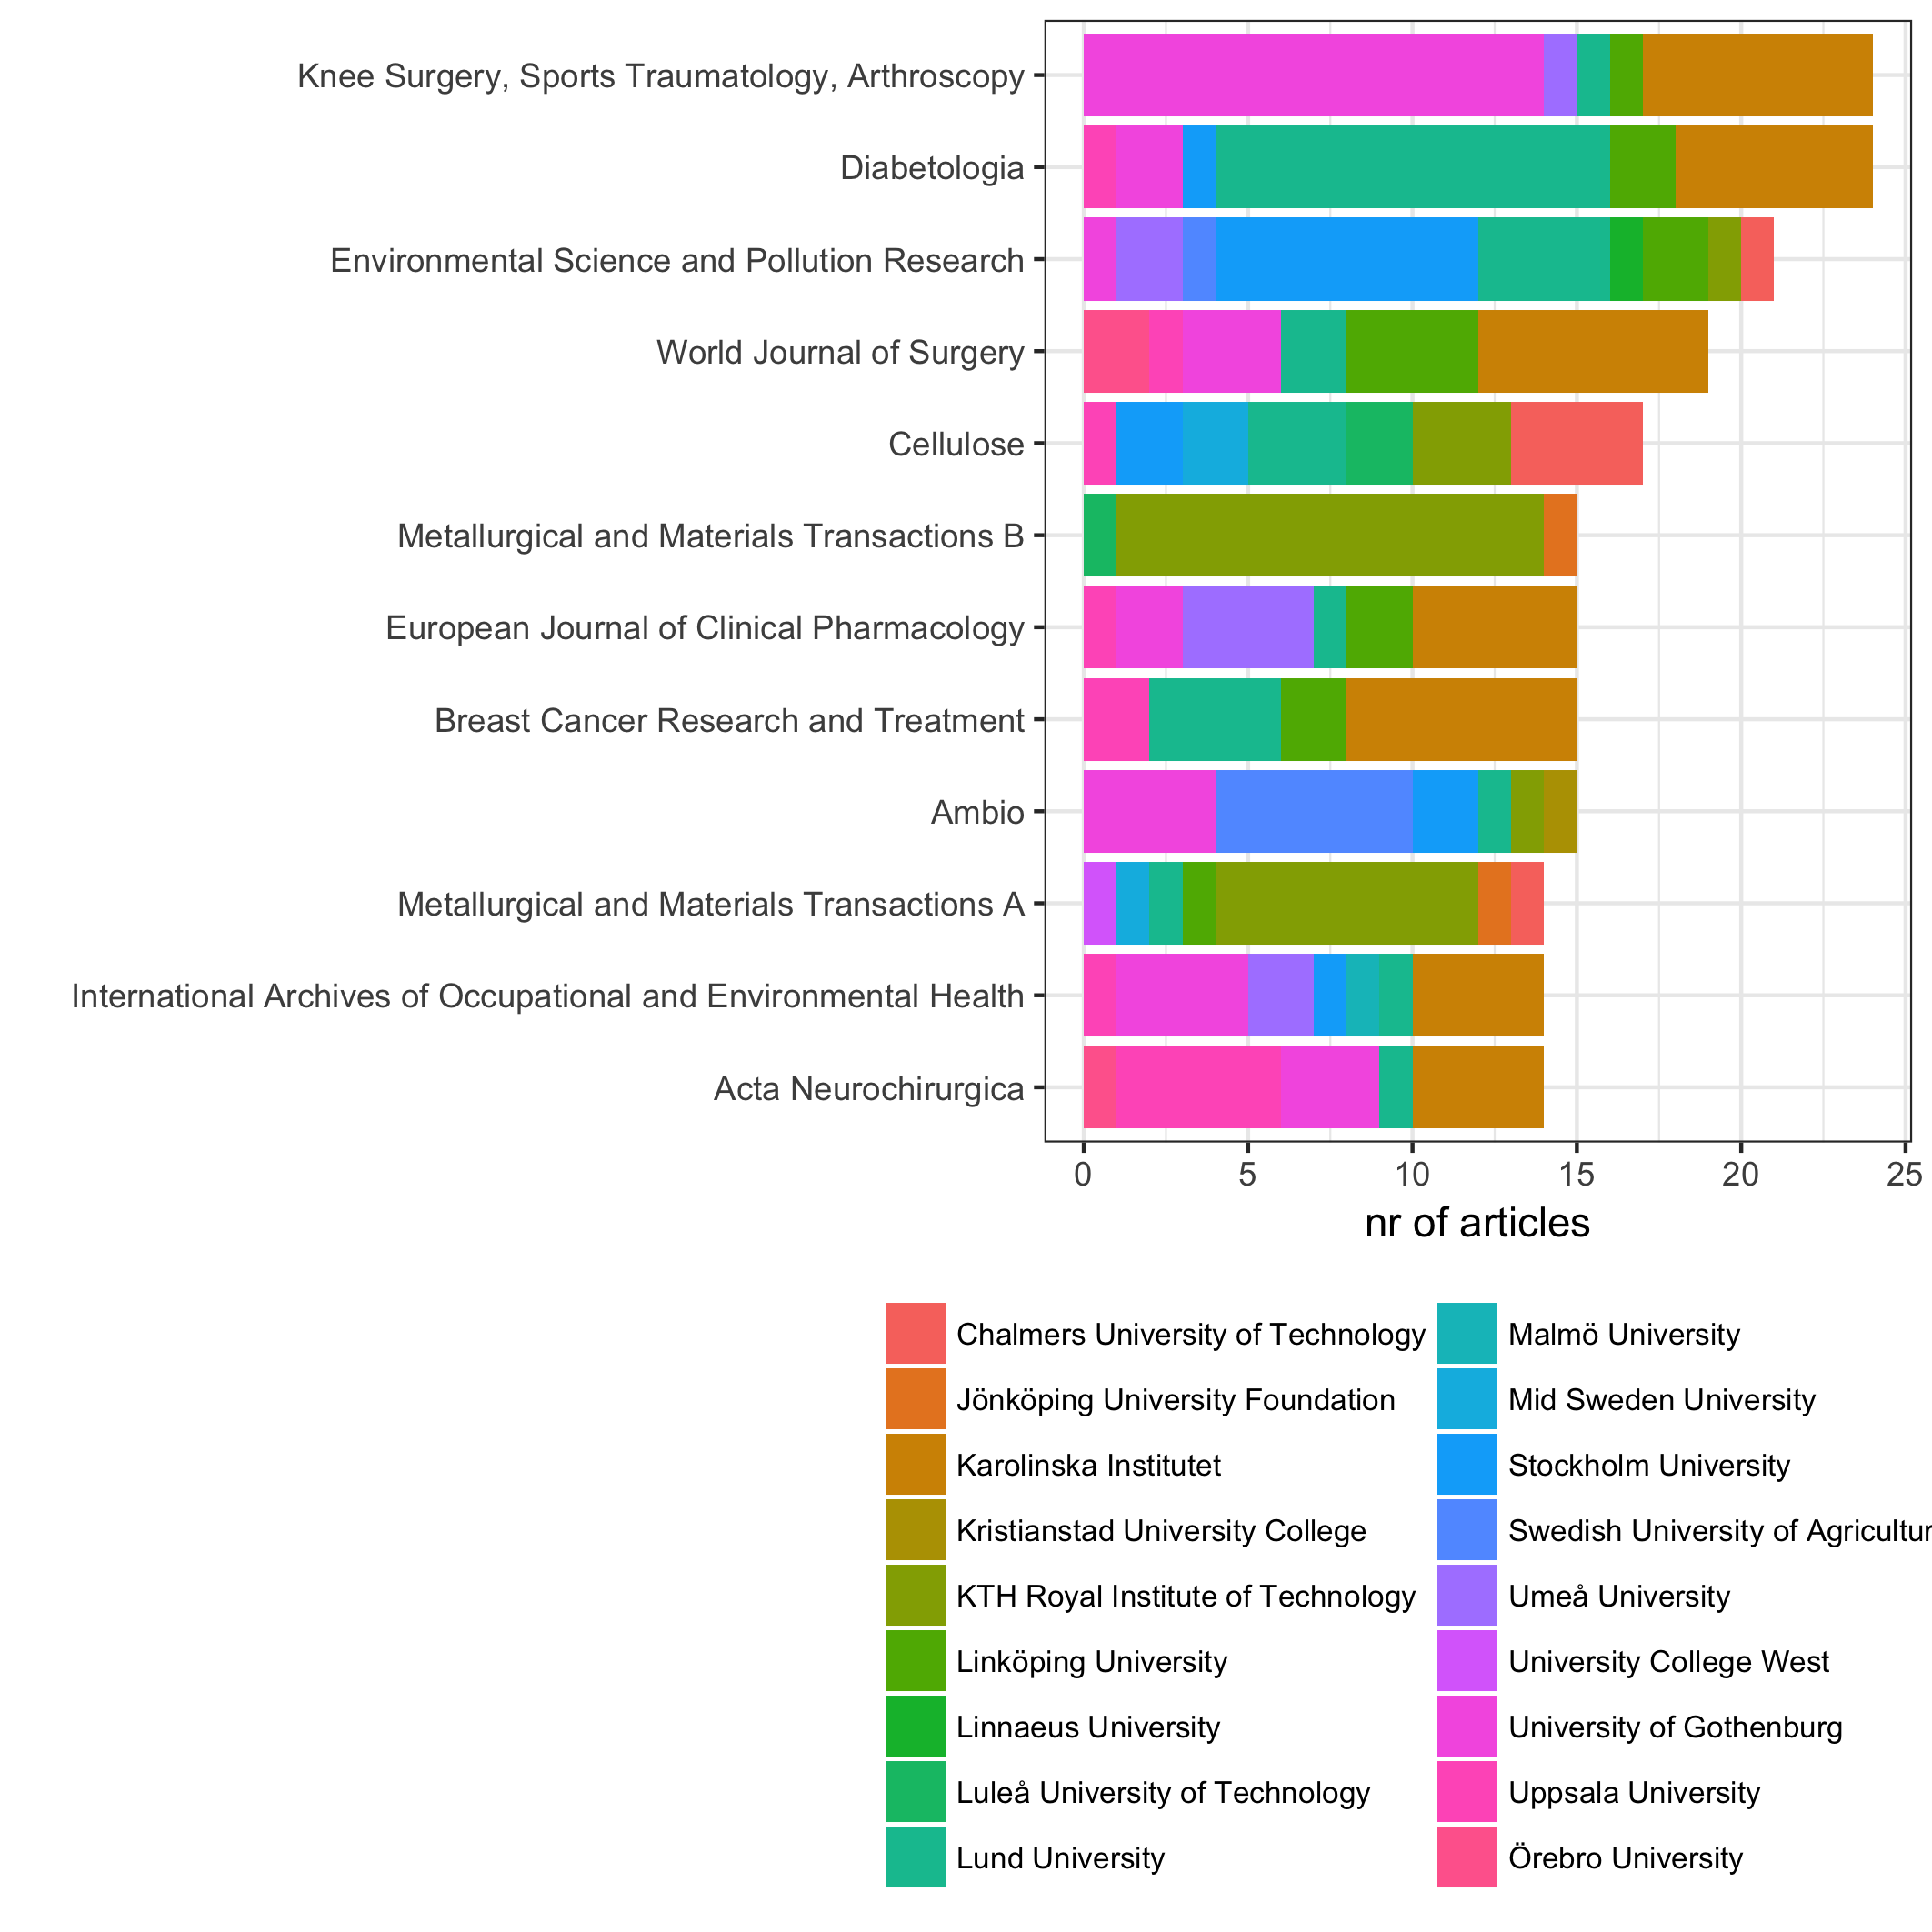 Knee Surgery, Sports Traumatology, Arthroscopy
Diabetologia
Environmental Science and Pollution Research
World Journal of Surgery
Cellulose
Metallurgical and Materials Transactions B
European Journal of Clinical Pharmacology
Breast Cancer Research and Treatment
Ambio
Metallurgical and Materials Transactions A
International Archives of Occupational and Environmental Health
Acta Neurochirurgica
0 5 10 15 20 25
nr of articles
Chalmers University of Technology
Jönköping University Foundation
Karolinska Institutet
Kristianstad University College
KTH Royal Institute of Technology
Linköping University
Linnaeus University
Luleå University of Technology
Lund University
Malmö University
Mid Sweden University
Stockholm University
Swedish University of Agricultur
Umeå University
University College West
University of Gothenburg
Uppsala University
Örebro University